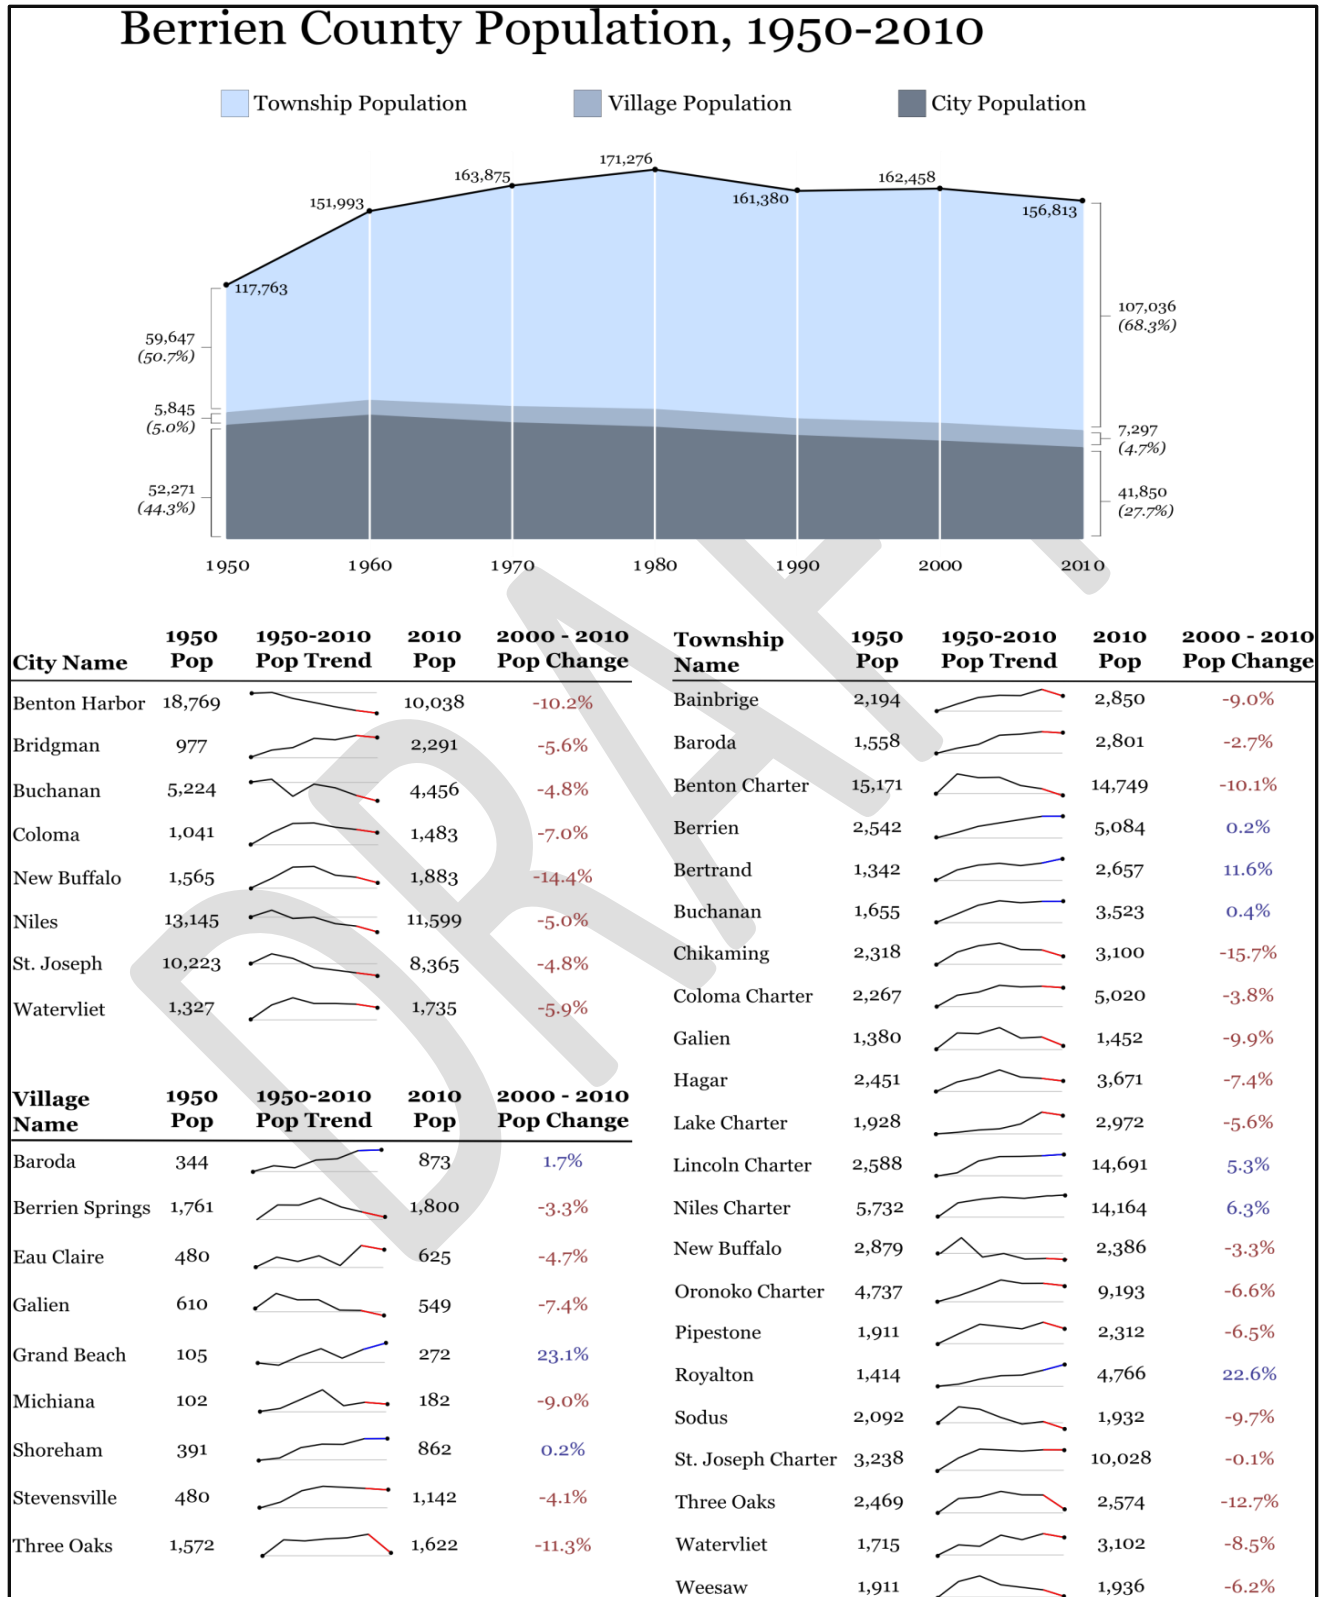 Berrien County Population, 1950-2010
Township Population
Village Population
City Population
117,763
151,993
163,875
171,276
161,380
162,458
156,813
59,647
(50.7%)
5,845
(5.0%)
52,271
(44.3%)
107,036
(68.3%)
7,297
(4.7%)
41,850
(27.7%)
1950 1960 1970 1980 1990 2000 2010
DRAFT
City Name 1950 Pop 1950-2010 Pop Trend 2010 Pop 2000 - 2010 Pop Change
Benton Harbor 18,769 10,038 -10.2%
Bridgman 977 2,291 -5.6%
Buchanan 5,224 4,456 -4.8%
Coloma 1,041 1,483 -7.0%
New Buffalo 1,565 1,883 -14.4%
Niles 13,145 11,599 -5.0%
St. Joseph 10,223 8,365 -4.8%
Watervliet 1,327 1,735 -5.9%
Village Name 1950 Pop 1950-2010 Pop Trend 2010 Pop 2000 - 2010 Pop Change
Baroda 344 873 1.7%
Berrien Springs 1,761 1,800 -3.3%
Eau Claire 480 625 -4.7%
Galien 610 549 -7.4%
Grand Beach 105 272 23.1%
Michiana 102 182 -9.0%
Shoreham 391 862 0.2%
Stevensville 480 1,142 -4.1%
Three Oaks 1,572 1,622 -11.3%
Township Name 1950 Pop 1950-2010 Pop Trend 2010 Pop 2000 - 2010 Pop Change
Bainbrige 2,194 2,850 -9.0%
Baroda 1,558 2,801 -2.7%
Benton Charter 15,171 14,749 -10.1%
Berrien 2,542 5,084 0.2%
Bertrand 1,342 2,657 11.6%
Buchanan 1,655 3,523 0.4%
Chikaming 2,318 3,100 -15.7%
Coloma Charter 2,267 5,020 -3.8%
Galien 1,380 1,452 -9.9%
Hagar 2,451 3,671 -7.4%
Lake Charter 1,928 2,972 -5.6%
Lincoln Charter 2,588 14,691 5.3%
Niles Charter 5,732 14,164 6.3%
New Buffalo 2,879 2,386 -3.3%
Oronoko Charter 4,737 9,193 -6.6%
Pipestone 1,911 2,312 -6.5%
Royalton 1,414 4,766 22.6%
Sodus 2,092 1,932 -9.7%
St. Joseph Charter 3,238 10,028 -0.1%
Three Oaks 2,469 2,574 -12.7%
Watervliet 1,715 3,102 -8.5%
Weesaw 1,911 1,936 -6.2%